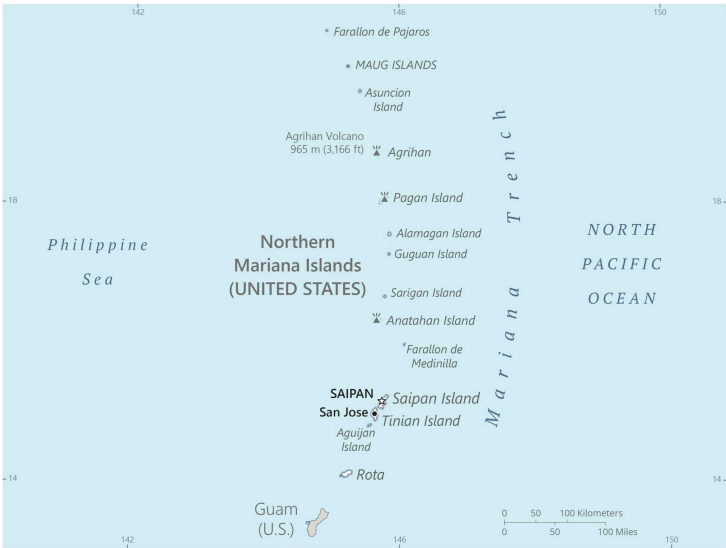 142
146
150
Farallon de Pajaros
MAUG ISLANDS
Asuncion
Island
Agrihan Volcano
965 m (3,166 ft)
Agrihan
Mariana Trench
18
Pagan Island
18
Philippine
Sea
Northern
Mariana Islands
(UNITED STATES)
Alamagan Island
Guguan Island
NORTH
PACIFIC
OCEAN
Sarigan Island
Anatahan Island
Farallon de
Medinilla
SAIPAN
Saipan Island
San Jose
Tinian Island
Aguijan
Island
14
Rota
14
Guam
(U.S.)
0 50 100 Kilometers
0 50 100 Miles
142
146
150